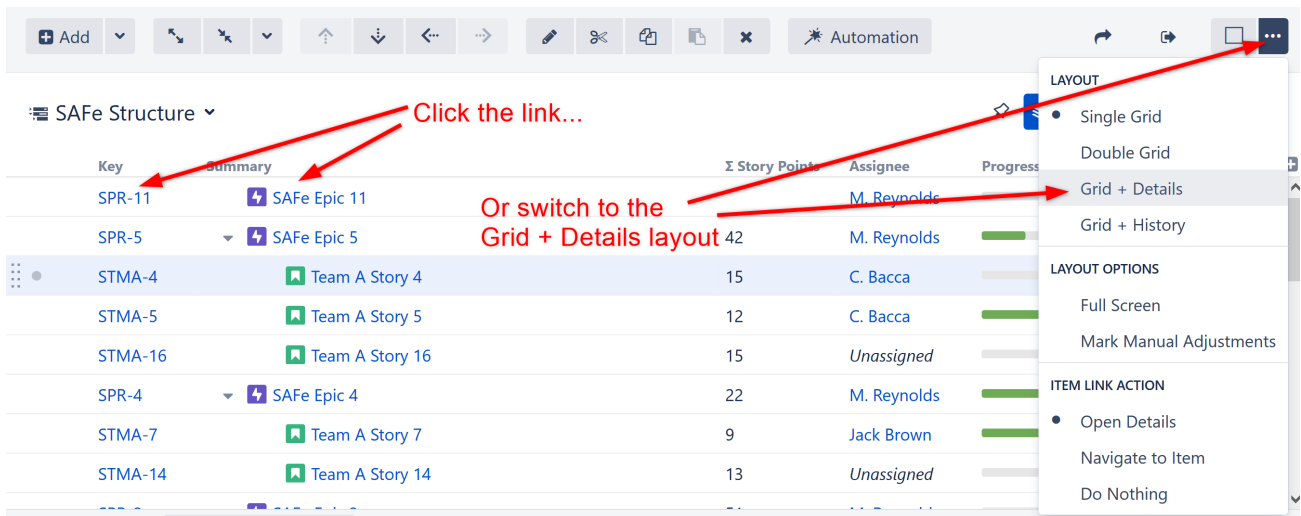 Add
Automation
SAFe Structure
Click the link...
LAYOUT
Single Grid
Double Grid
Grid + Details
Grid + History
LAYOUT OPTIONS
Full Screen
Mark Manual Adjustments
ITEM LINK ACTION
Open Details
Navigate to Item
Do Nothing
Or switch to the
Grid + Details layout
Key Summary Σ Story Points Assignee Progress
SPR-11 SAFe Epic 11 M. Reynolds
SPR-5 SAFe Epic 5 42 M. Reynolds
STMA-4 Team A Story 4 15 C. Bacca
STMA-5 Team A Story 5 12 C. Bacca
STMA-16 Team A Story 16 15 Unassigned
SPR-4 SAFe Epic 4 22 M. Reynolds
STMA-7 Team A Story 7 9 Jack Brown
STMA-14 Team A Story 14 13 Unassigned